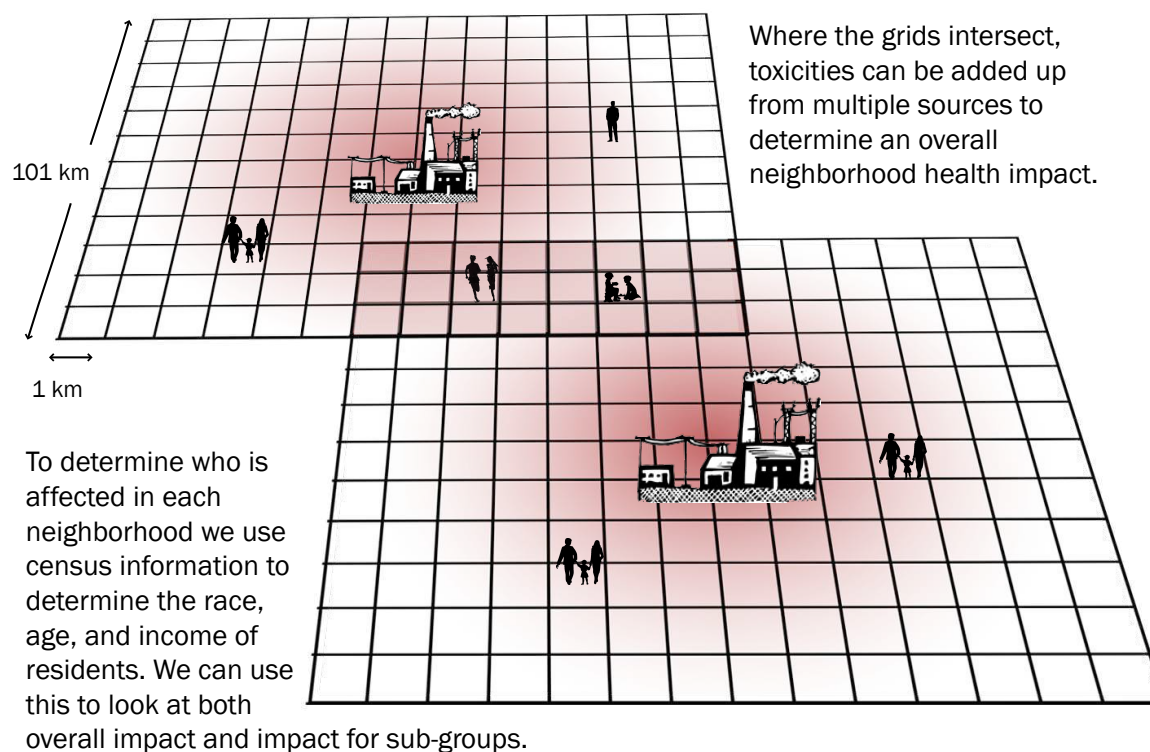 Where the grids intersect,
toxicities can be added up
from multiple sources to
determine an overall
neighborhood health impact.
101 km
1 km
To determine who is
affected in each
neighborhood we use
census information to
determine the race,
age, and income of
residents. We can use
this to look at both
overall impact and impact for sub-groups.